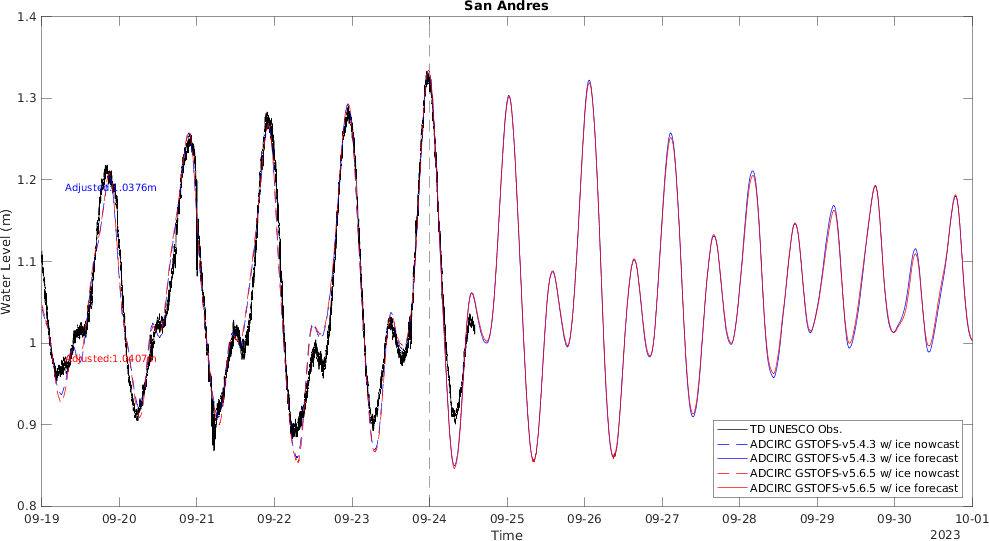 San Andres
1.4
1.3
1.2
1.1
1
0.9
0.8
Water Level (m)
Adjusted:1.0376m
Adjusted:1.0407m
TD UNESCO Obs.
ADCIRC GSTOFS-v5.4.3 w/ ice nowcast
ADCIRC GSTOFS-v5.4.3 w/ ice forecast
ADCIRC GSTOFS-v5.6.5 w/ ice nowcast
ADCIRC GSTOFS-v5.6.5 w/ ice forecast
09-19 09-20 09-21 09-22 09-23 09-24 09-25 09-26 09-27 09-28 09-29 09-30 10-01
Time
2023